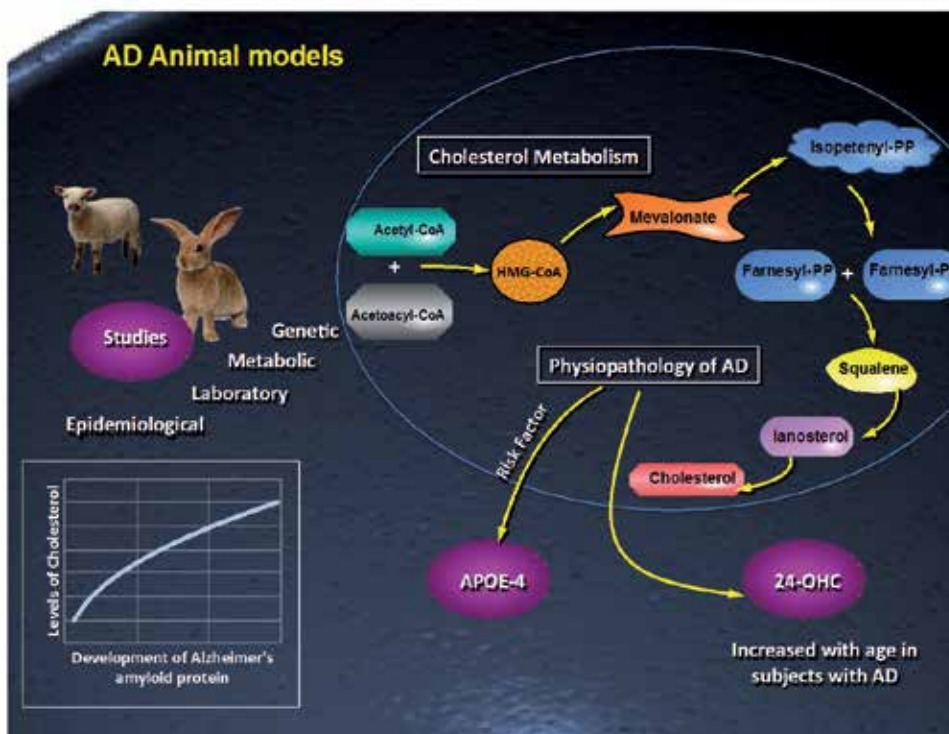 AD Animal models
Cholesterol Metabolism
Isopetenyl-PP
Mevalonate
Acetyl-CoA
+
HMG-CoA
Acetoacyl-CoA
Farnesyl-PP
+
Farnesyl-P
Squalene
lanosterol
Cholesterol
Studies
Genetic
Metabolic
Laboratory
Epidemiological
Physiopathology of AD
Risk Factor
APOE-4
24-OHC
Increased with age in
subjects with AD
Levels of Cholesterol
Development of Alzheimer's
amyloid protein